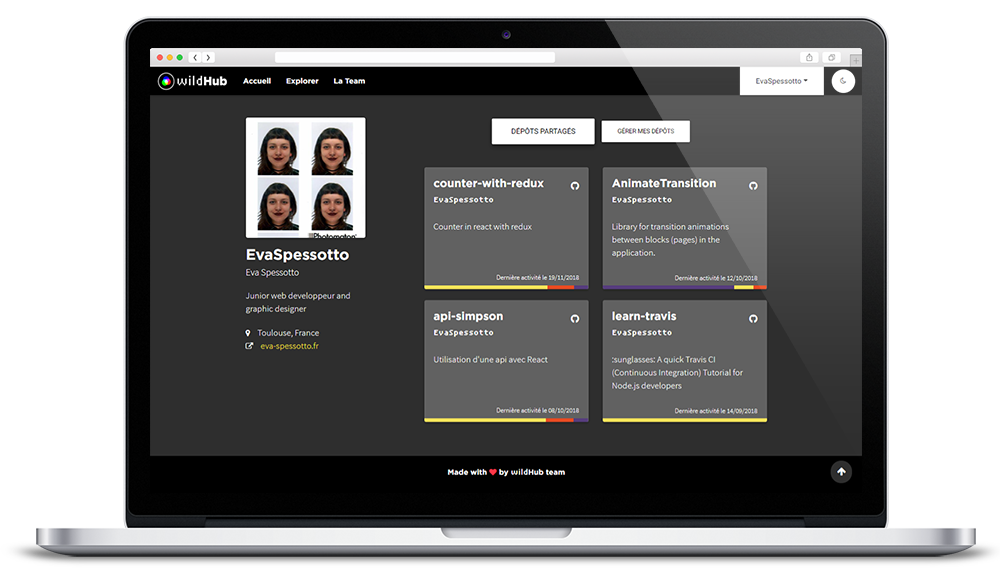 wildHub
Accueil
Explorer
La Team
EvaSpessotto
Photomaton
EvaSpessotto
Eva Spessotto
Junior web developpeur and
graphic designer
Toulouse, France
eva-spessotto.fr
DÉPÔTS PARTAGÉS
GÉRER MES DÉPÔTS
counter-with-redux
EvaSpessotto
Counter in react with redux
Dernière activité le 19/11/2018
AnimateTransition
EvaSpessotto
Library for transition animations
between blocks (pages) in the
application.
Dernière activité le 12/10/2018
api-simpson
EvaSpessotto
Utilisation d'une api avec React
Dernière activité le 08/10/2018
learn-travis
EvaSpessotto
:sunglasses: A quick Travis CI
(Continuous Integration) Tutorial for
Node.js developers
Dernière activité le 14/09/2018
Made with ❤ by wildHub team